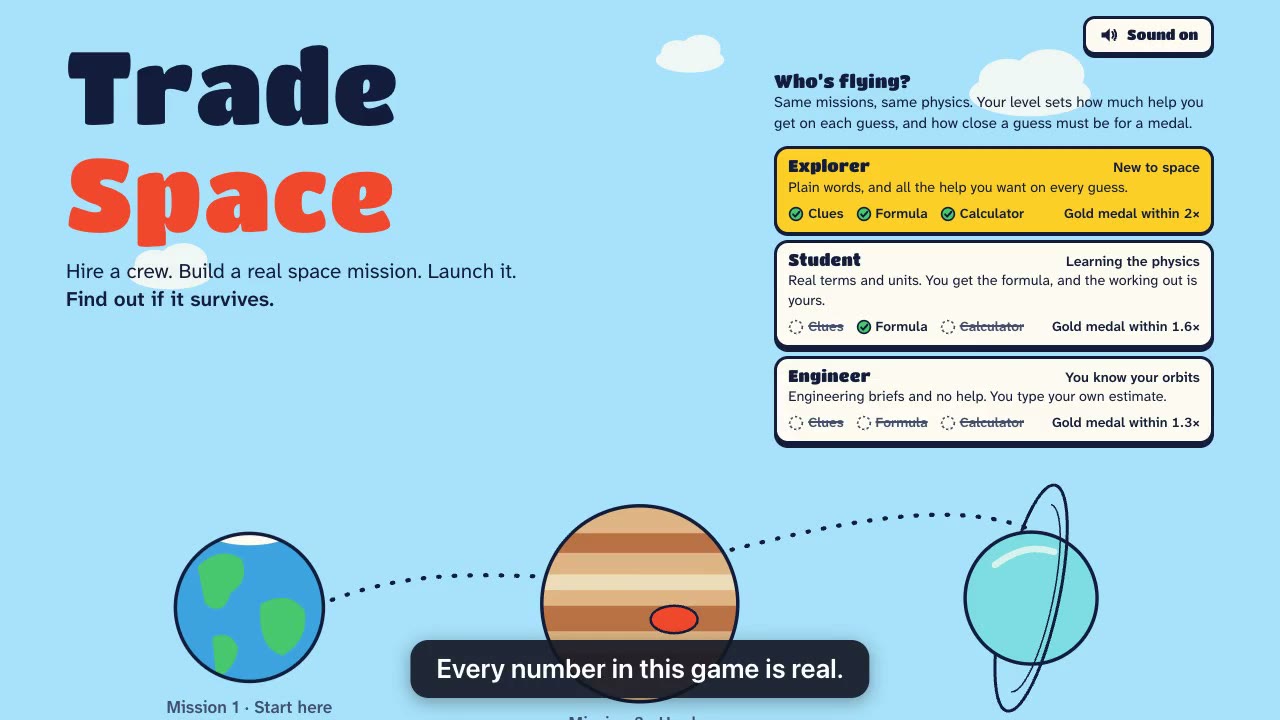 Trade
Space
Hire a crew. Build a real space mission. Launch it.
Find out if it survives.
Sound on
Who's flying?
Same missions, same physics. Your level sets how much help you
get on each guess, and how close a guess must be for a medal.
Explorer
New to space
Plain words, and all the help you want on every guess.
Clues Formula Calculator Gold medal within 2×
Student
Learning the physics
Real terms and units. You get the formula, and the working out is
yours.
Clues Formula Calculator Gold medal within 1.6×
Engineer
You know your orbits
Engineering briefs and no help. You type your own estimate.
Clues Formula Calculator Gold medal within 1.3×
Every number in this game is real.
Mission 1 · Start here